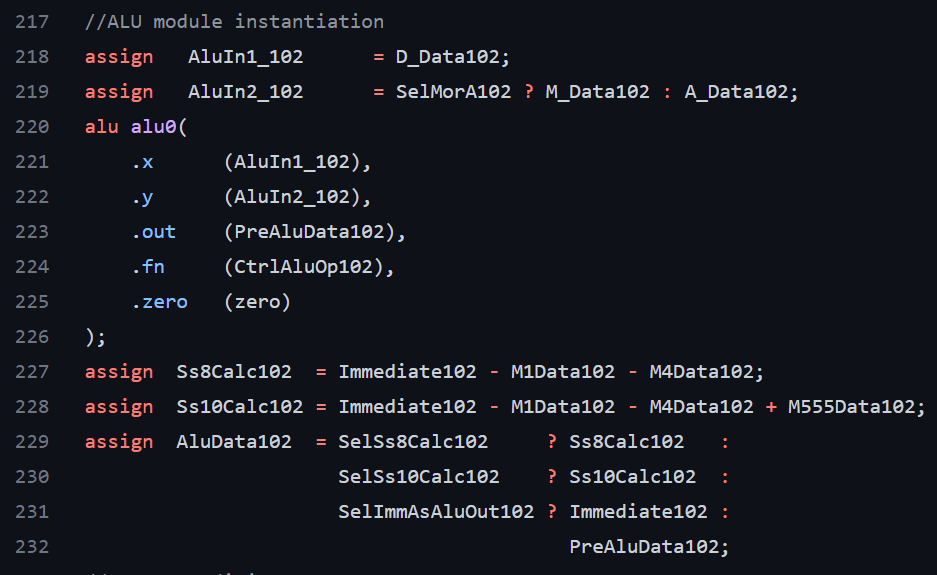 217 //ALU module instantiation
218 assign AluIn1_102 = D_Data102;
219 assign AluIn2_102 = SelMorA102 ? M_Data102 : A_Data102;
220 alu alu0(
221 .x (AluIn1_102),
222 .y (AluIn2_102),
223 .out (PreAluData102),
224 .fn (CtrlAluOp102),
225 .zero (zero)
226 );
227 assign Ss8Calc102 = Immediate102 - M1Data102 - M4Data102;
228 assign Ss10Calc102 = Immediate102 - M1Data102 - M4Data102 + M555Data102;
229 assign AluData102 = SelSs8Calc102 ? Ss8Calc102 :
230 SelSs10Calc102 ? Ss10Calc102 :
231 SelImmAsAluOut102 ? Immediate102 :
232 PreAluData102;